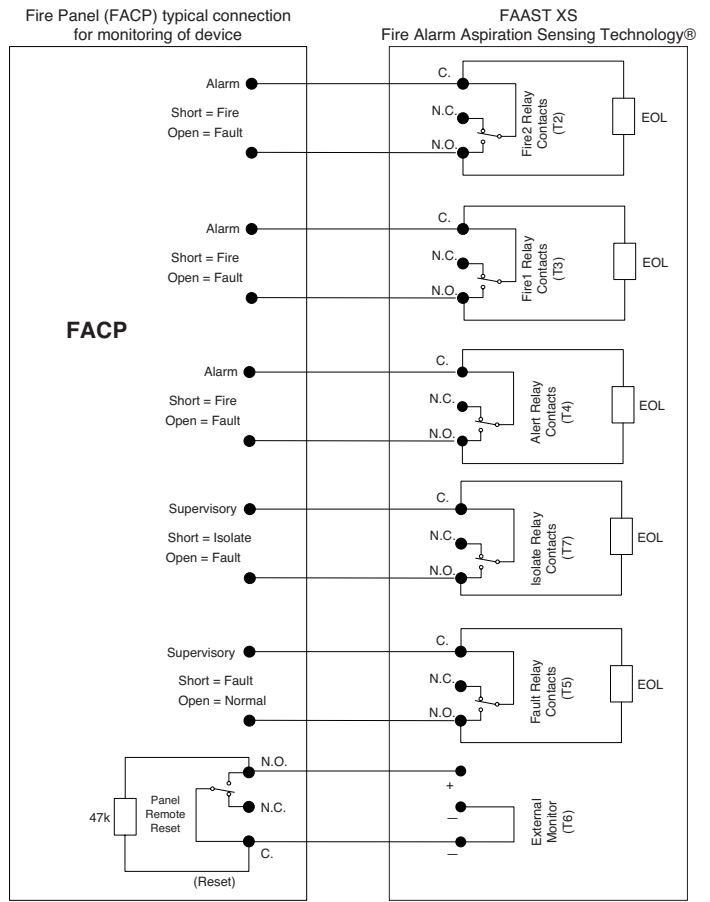 Fire Panel (FACP) typical connection
for monitoring of device
FAAST XS
Fire Alarm Aspiration Sensing Technology®
Alarm
Short = Fire
Open = Fault
C.
N.C.
N.O.
Fire2 Relay
Contacts
(T2)
EOL
Alarm
Short = Fire
Open = Fault
C.
N.C.
N.O.
Fire1 Relay
Contacts
(T3)
EOL
FACP
Alarm
Short = Fire
Open = Fault
C.
N.C.
N.O.
Alert Relay
Contacts
(T4)
EOL
Supervisory
Short = Isolate
Open = Fault
C.
N.C.
N.O.
Isolate Relay
Contacts
(T7)
EOL
Supervisory
Short = Fault
Open = Normal
C.
N.C.
N.O.
Fault Relay
Contacts
(T5)
EOL
47k
Panel
Remote
Reset
N.O.
N.C.
C.
(Reset)
+
—
—
External
Monitor
(T6)